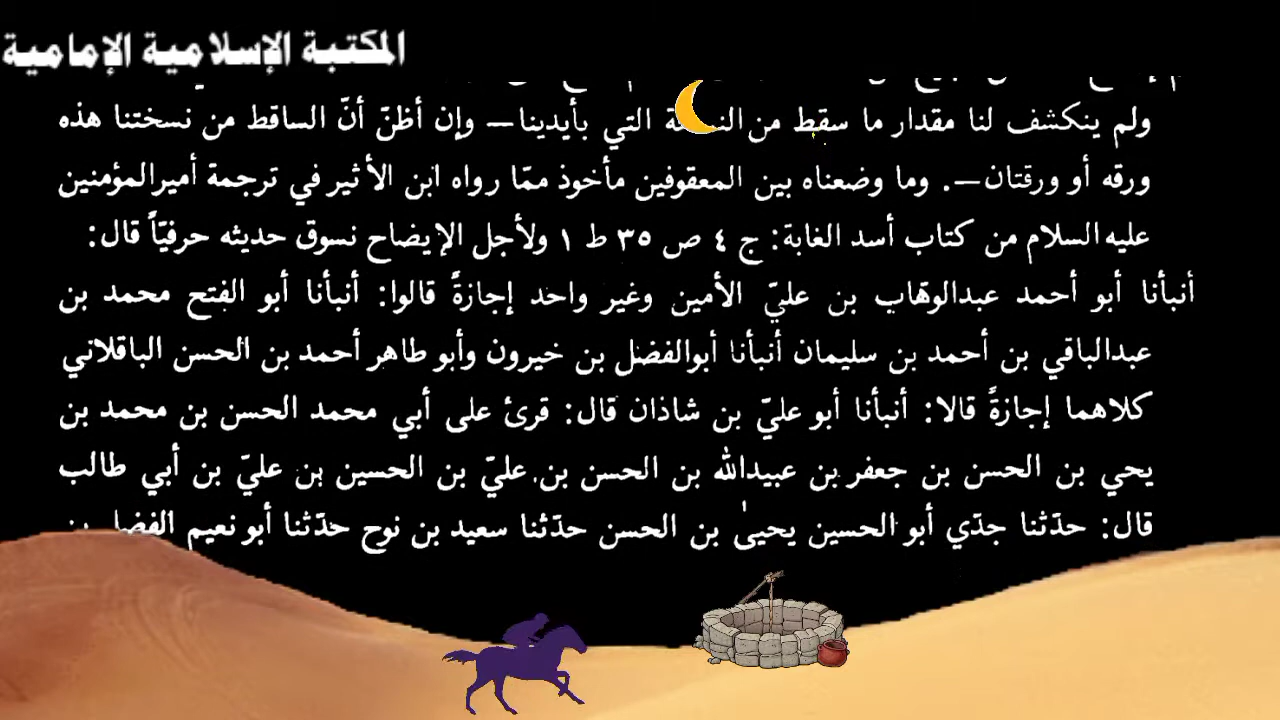 المكتبة الإسلامية الإمامية
ولم ينكشف لنا مقدار ما سقط من التي بأيدينا— وإن أظنّ أنّ الساقط من نسختنا هذه
ورقه أو ورقتان—. وما وضعناه بين المعقوفين مأخوذ ممّا رواه ابن الأثير في ترجمة أميرالمؤمنين
عليه السلام من كتاب أسد الغابة: ج ٤ ص ٣٥ ط ١ ولأجل الإيضاح نسوق حديثه حرفيّاً قال:
أنبأنا أبو أحمد عبدالوهّاب بن عليّ الأمين وغير واحد إجازةً قالوا: أنبأنا أبو الفتح محمد بن
عبدالباقي بن أحمد بن سليمان أنبأنا أبوالفضل بن خيرون وأبو طاهر أحمد بن الحسن الباقلاني
كلاهما إجازةً قالا: أنبأنا أبو عليّ بن شاذان قال: قرئ على أبي محمد الحسن بن محمد بن
يحي بن الحسن بن جعفر بن عبيدالله بن الحسن بن عليّ بن الحسين بن عليّ بن أبي طالب
قال: حدّثنا جدّي أبو الحسين يحيىٰ بن الحسن حدّثنا سعيد بن نوح حدّثنا أبو نعيم الفضل بن